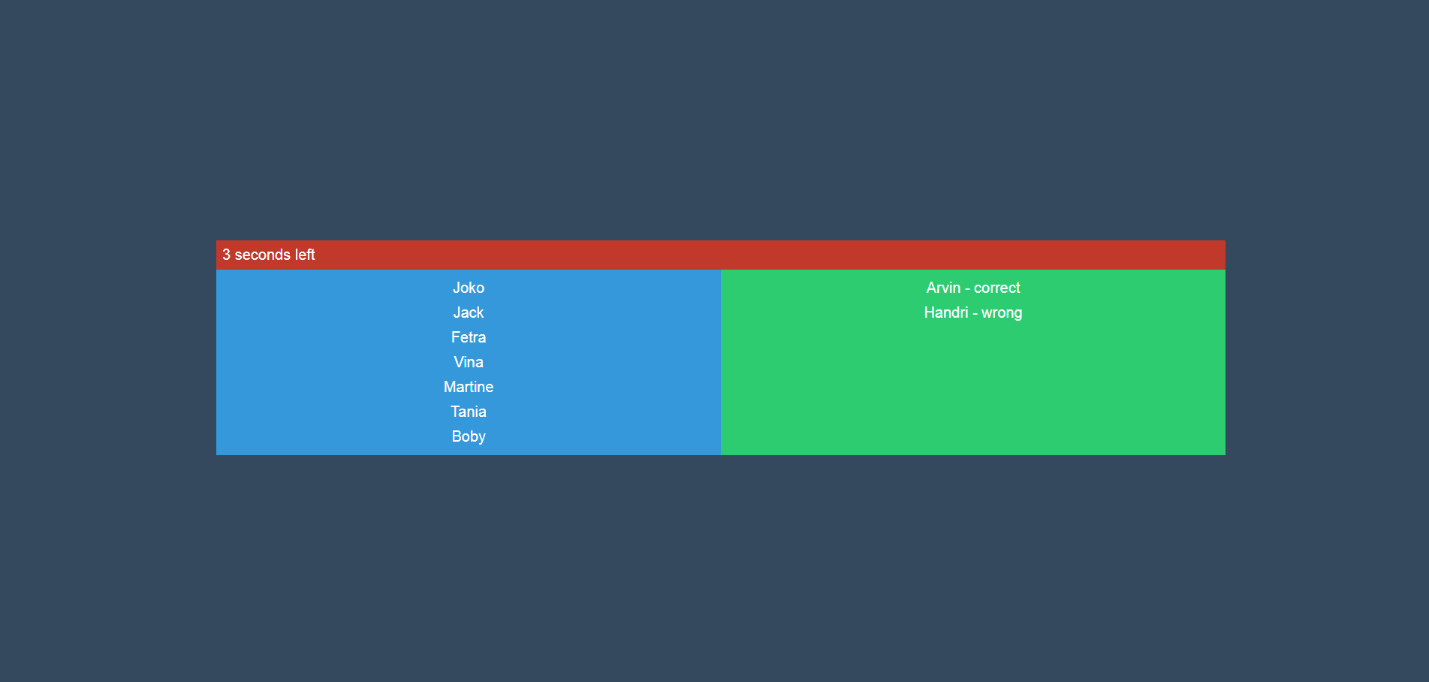 3 seconds left
Joko
Jack
Fetra
Vina
Martine
Tania
Boby
Arvin - correct
Handri - wrong